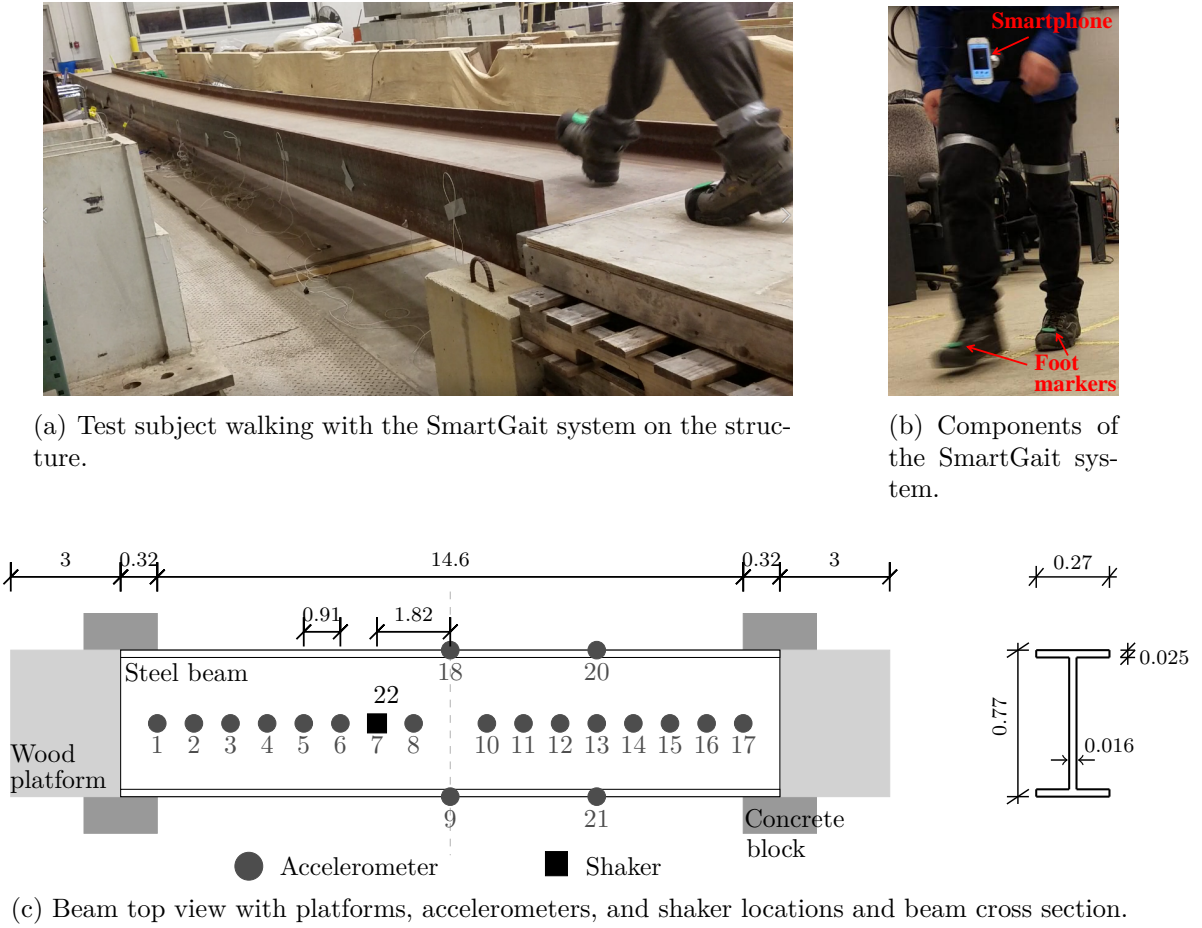 Smartphone
Foot
markers
(a) Test subject walking with the SmartGait system on the struc-
ture.
(b) Components of
the SmartGait sys-
tem.
3
0.32
14.6
0.32
3
0.27
0.91
1.82
Steel beam
18
20
0.025
22
0.77
1 2 3 4 5 6 7 8 10 11 12 13 14 15 16 17
0.016
Wood
platform
9
21
Concrete
block
Accelerometer
Shaker
(c) Beam top view with platforms, accelerometers, and shaker locations and beam cross section.